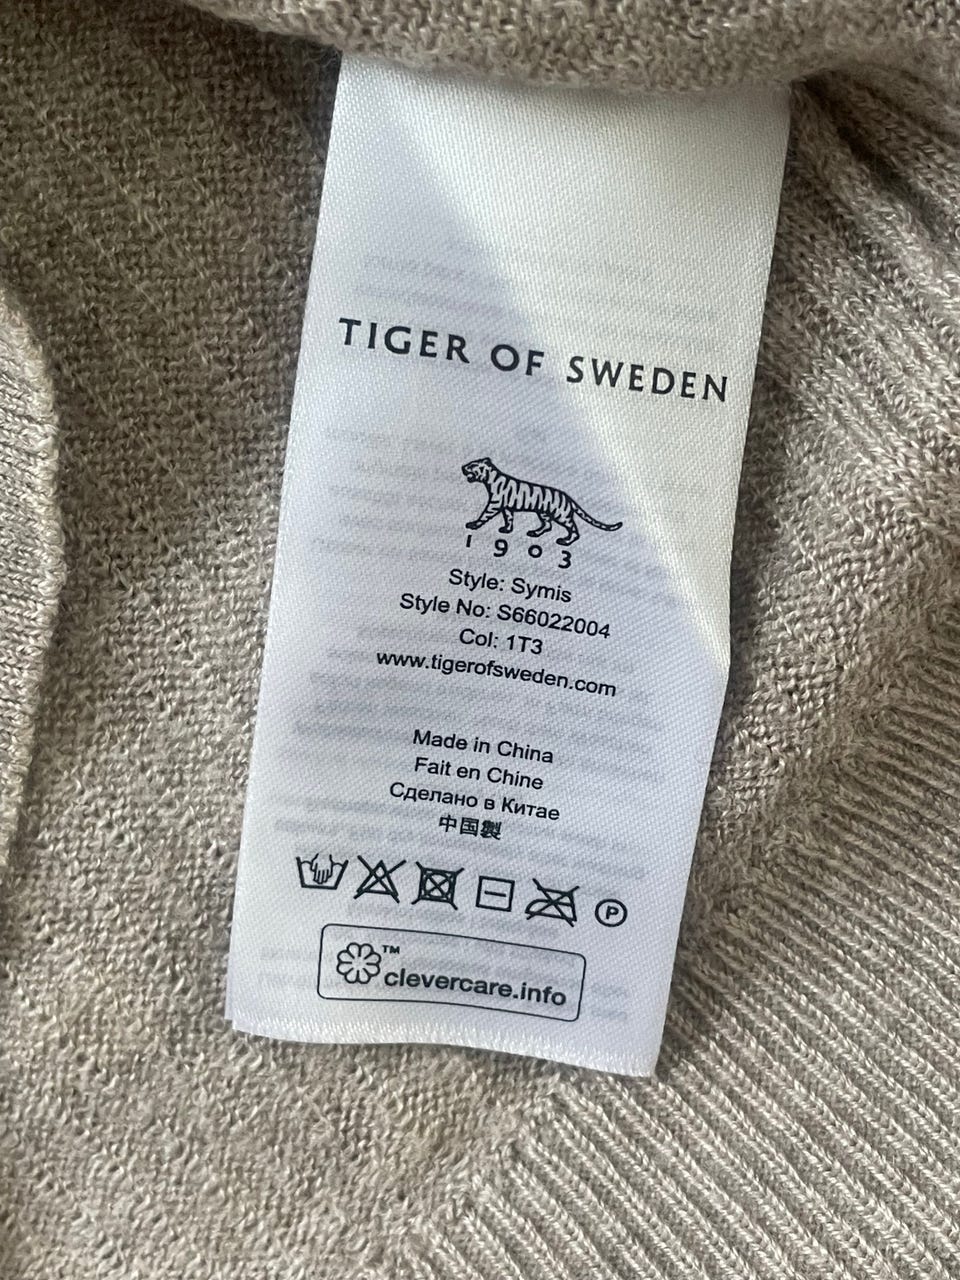 TIGER OF SWEDEN
1903
Style: Symis
Style No: S66022004
Col: 1T3
www.tigerofsweden.com
Made in China
Fait en Chine
Сделано в Китае
中国製
P
™
clevercare.info